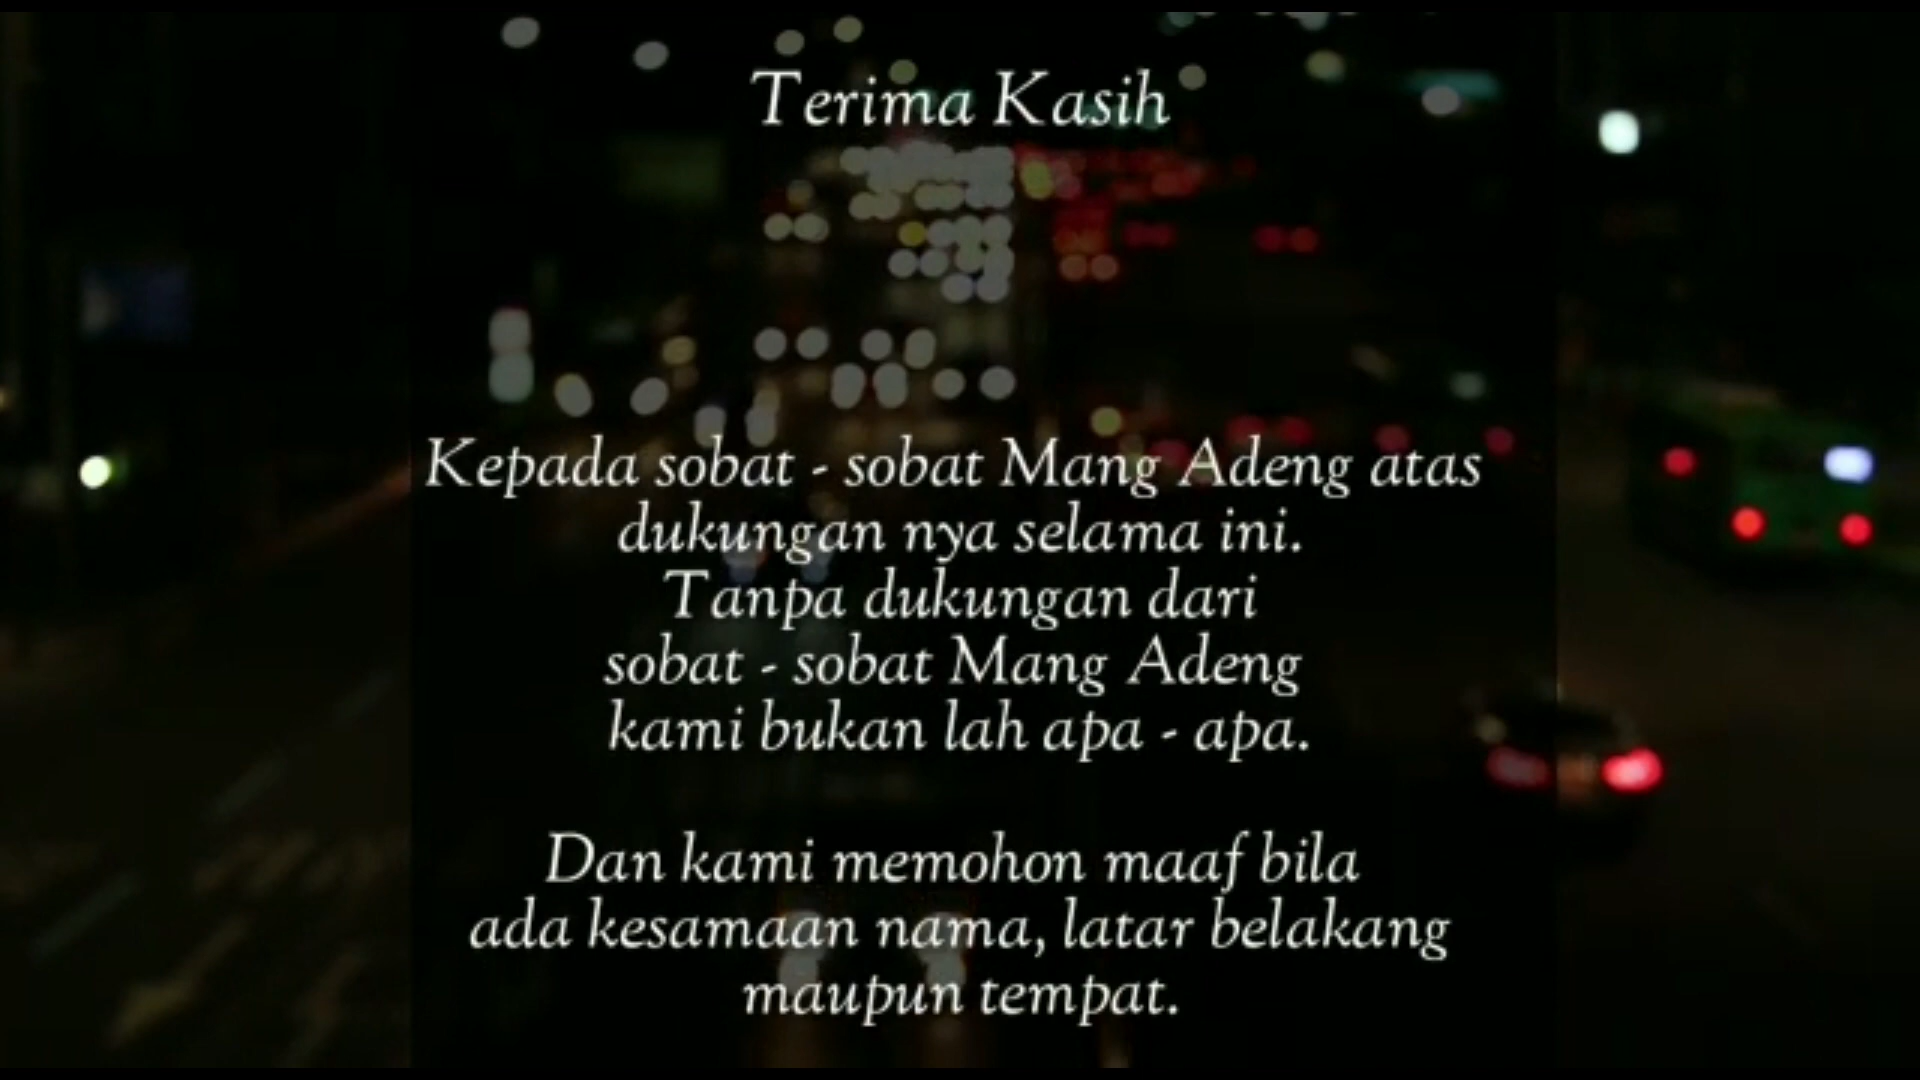 Terima Kasih
Kepada sobat - sobat Mang Adeng atas
dukungan nya selama ini.
Tanpa dukungan dari
sobat - sobat Mang Adeng
kami bukan lah apa - apa.
Dan kami memohon maaf bila
ada kesamaan nama, latar belakang
maupun tempat.